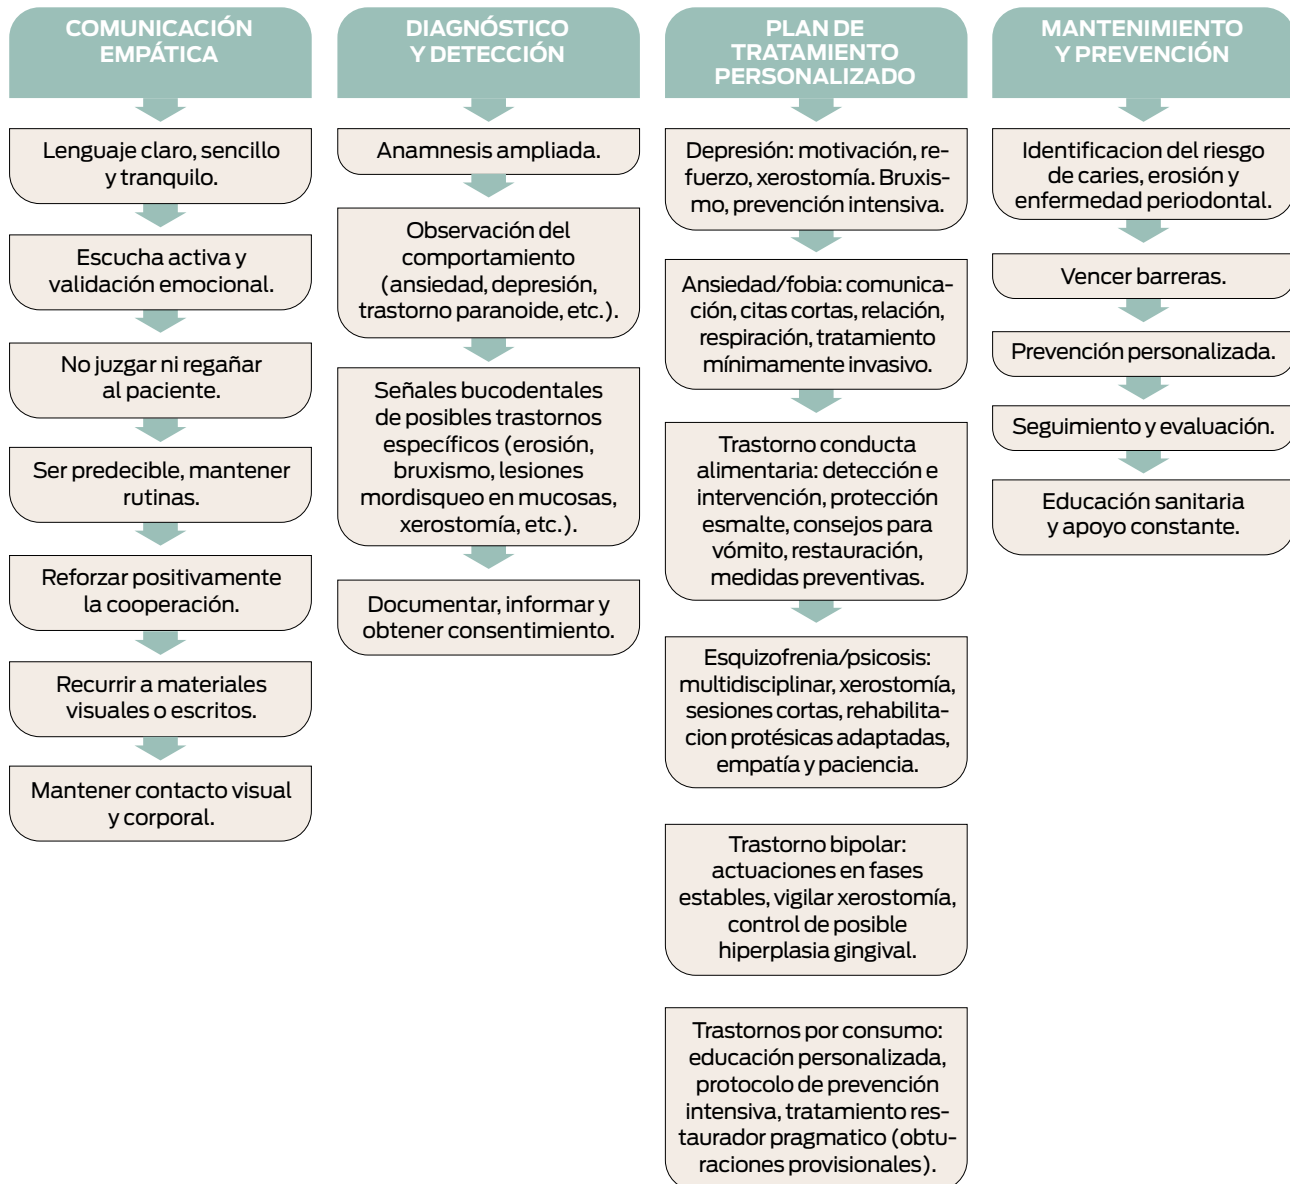 COMUNICACIÓN
EMPÁTICA
Lenguaje claro, sencillo
y tranquilo.
Escucha activa y
validación emocional.
No juzgar ni regañar
al paciente.
Ser predecible, mantener
rutinas.
Reforzar positivamente
la cooperación.
Recurrir a materiales
visuales o escritos.
Mantener contacto visual
y corporal.
DIAGNÓSTICO
Y DETECCIÓN
Anamnesis ampliada.
Observación del
comportamiento
(ansiedad, depresión,
trastorno paranoide, etc.).
Señales bucodentales
de posibles trastornos
específicos (erosión,
bruxismo, lesiones
mordisqueo en mucosas,
xerostomía, etc.).
Documentar, informar y
obtener consentimiento.
PLAN DE
TRATAMIENTO
PERSONALIZADO
Depresión: motivación, re-
fuerzo, xerostomía. Bruxis-
mo, prevención intensiva.
Ansiedad/fobia: comunica-
ción, citas cortas, relación,
respiración, tratamiento
mínimamente invasivo.
Trastorno conducta
alimentaria: detección e
intervención, protección
esmalte, consejos para
vómito, restauración,
medidas preventivas.
Esquizofrenia/psicosis:
multidisciplinar, xerostomía,
sesiones cortas, rehabilita-
cion protésicas adaptadas,
empatía y paciencia.
Trastorno bipolar:
actuaciones en fases
estables, vigilar xerostomía,
control de posible
hiperplasia gingival.
Trastornos por consumo:
educación personalizada,
protocolo de prevención
intensiva, tratamiento res-
taurador pragmatico (obtu-
raciones provisionales).
MANTENIMIENTO
Y PREVENCIÓN
Identificacion del riesgo
de caries, erosión y
enfermedad periodontal.
Vencer barreras.
Prevención personalizada.
Seguimiento y evaluación.
Educación sanitaria
y apoyo constante.